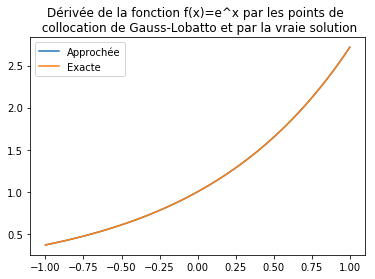 Dérivée de la fonction f(x)=e^x par les points de
collocation de Gauss-Lobatto et par la vraie solution
Approchée
Exacte
2.5
2.0
1.5
1.0
0.5
−1.00 −0.75 −0.50 −0.25 0.00 0.25 0.50 0.75 1.00